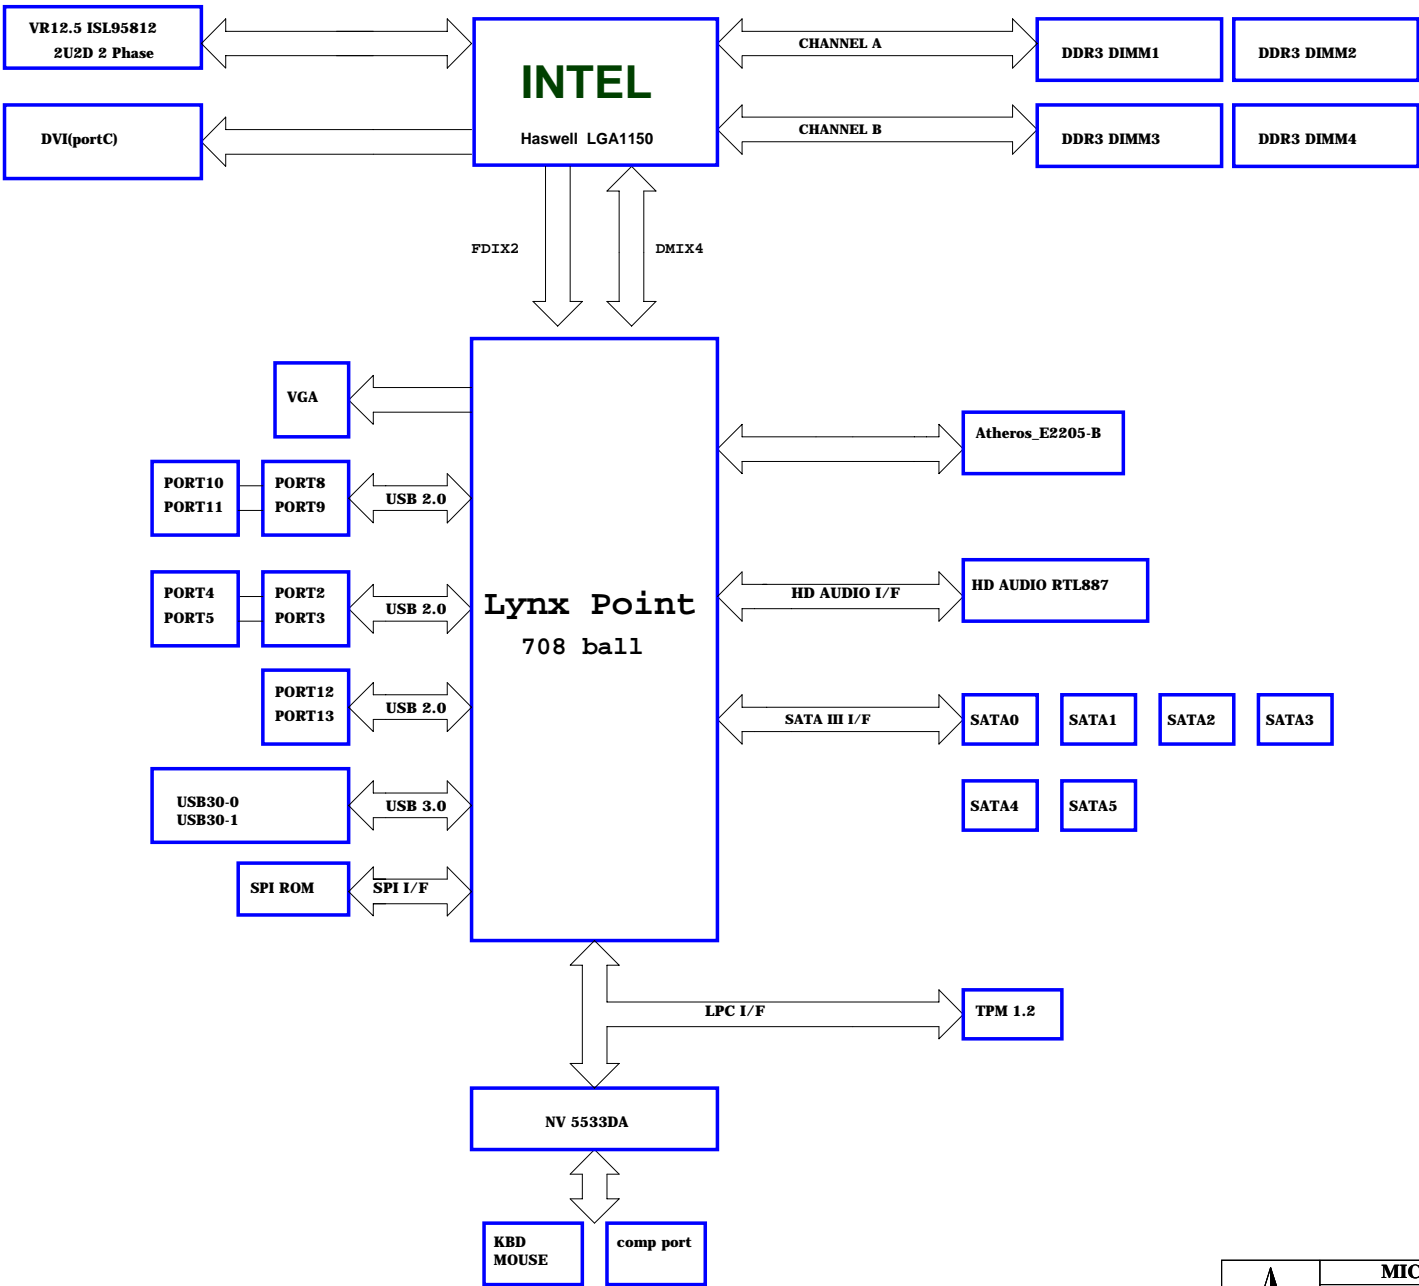 VR12.5 ISL95812
2U2D 2 Phase
INTEL
Haswell LGA1150
CHANNEL A
DDR3 DIMM1
DDR3 DIMM2
DVI(portC)
CHANNEL B
DDR3 DIMM3
DDR3 DIMM4
FDIX2
DMIX4
VGA
Atheros_E2205-B
PORT10
PORT11
PORT8
PORT9
USB 2.0
PORT4
PORT5
PORT2
PORT3
USB 2.0
Lynx Point
708 ball
HD AUDIO I/F
HD AUDIO RTL887
PORT12
PORT13
USB 2.0
SATA III I/F
SATA0
SATA1
SATA2
SATA3
USB30-0
USB30-1
USB 3.0
SATA4
SATA5
SPI ROM
SPI I/F
LPC I/F
TPM 1.2
NV 5533DA
KBD
MOUSE
comp port
MIC